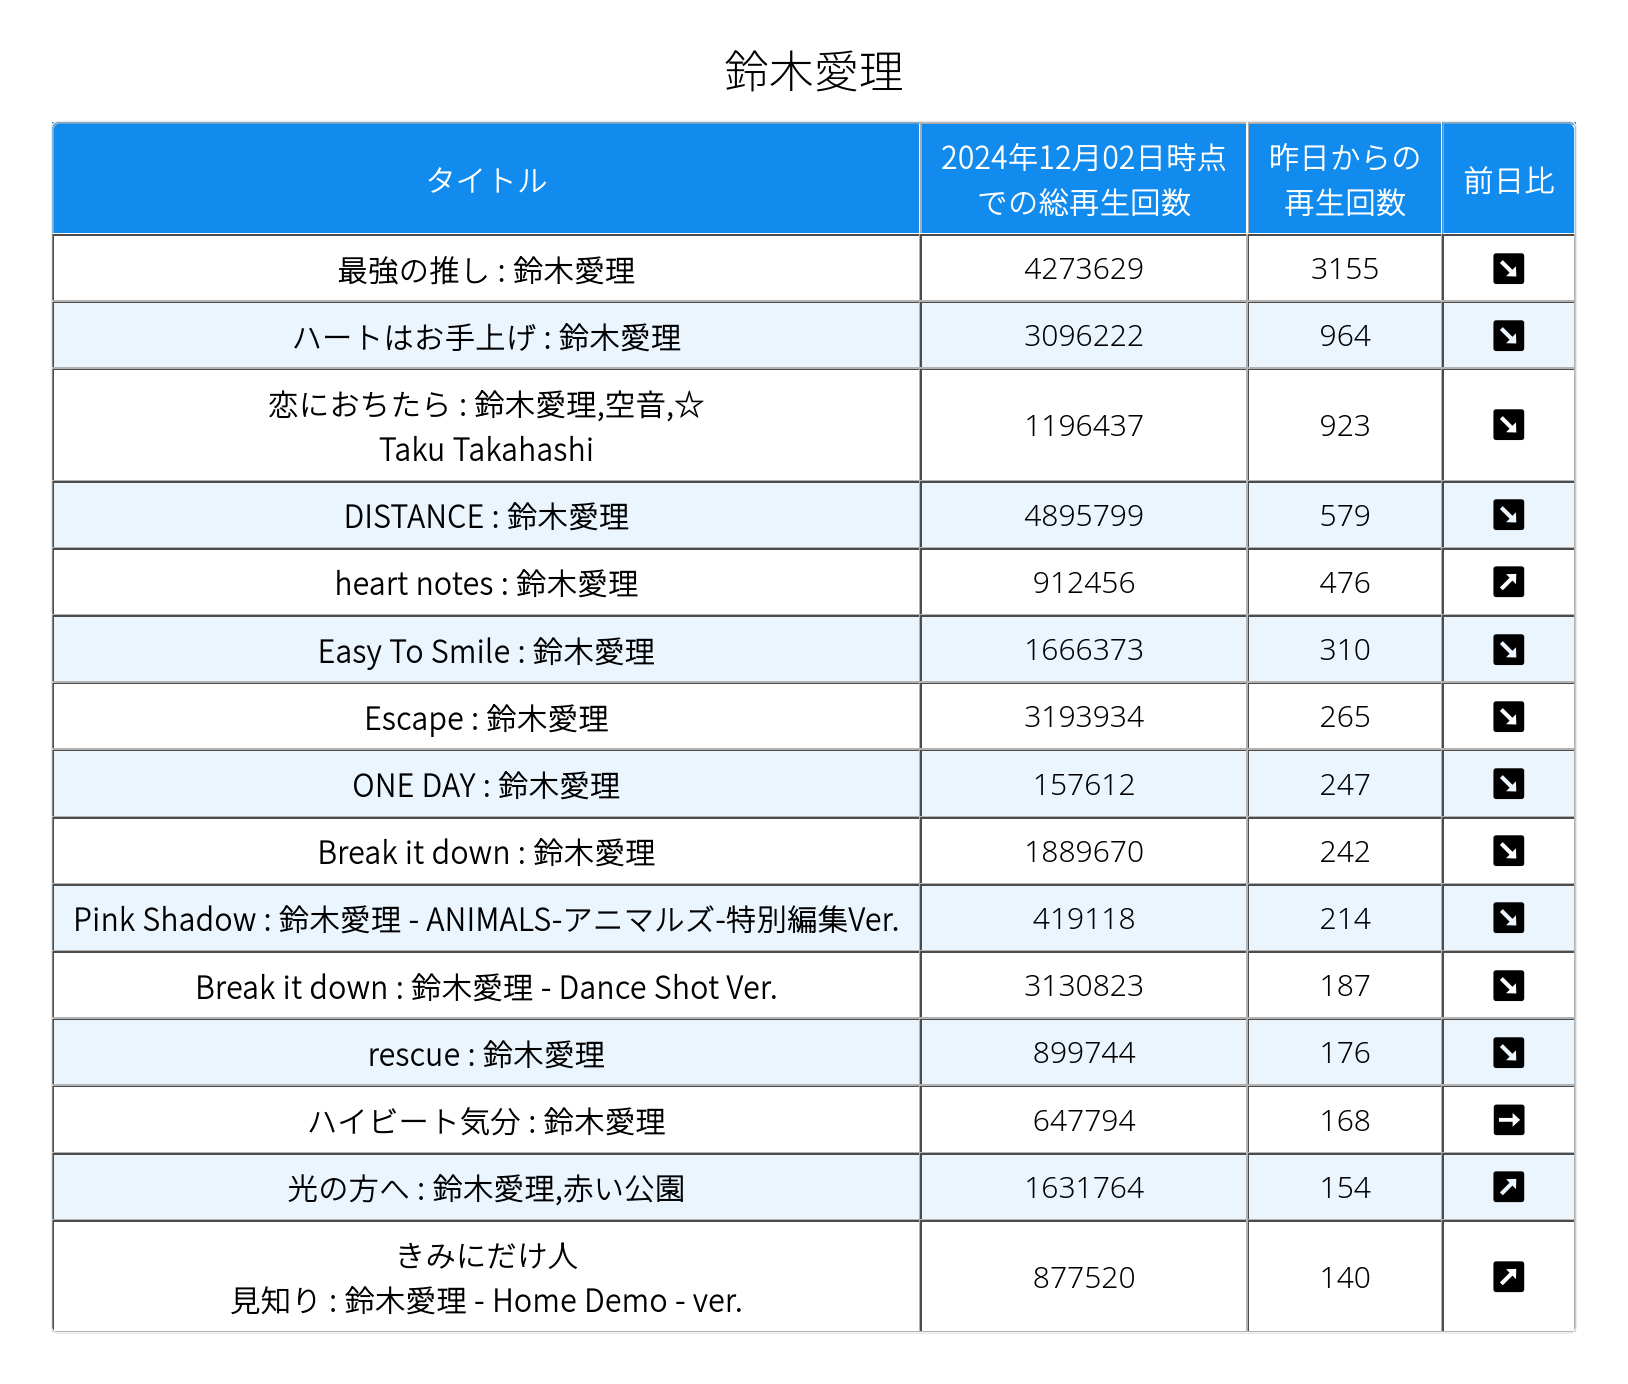 鈴木愛理
タイトル
2024年12月02日時点
での総再生回数
昨日からの
再生回数
前日比
最強の推し : 鈴木愛理 4273629 3155 ↘
ハートはお手上げ : 鈴木愛理 3096222 964 ↘
恋におちたら : 鈴木愛理,空音,☆
Taku Takahashi 1196437 923 ↘
DISTANCE : 鈴木愛理 4895799 579 ↘
heart notes : 鈴木愛理 912456 476 ↗
Easy To Smile : 鈴木愛理 1666373 310 ↘
Escape : 鈴木愛理 3193934 265 ↘
ONE DAY : 鈴木愛理 157612 247 ↘
Break it down : 鈴木愛理 1889670 242 ↘
Pink Shadow : 鈴木愛理 - ANIMALS-アニマルズ-特別編集Ver. 419118 214 ↘
Break it down : 鈴木愛理 - Dance Shot Ver. 3130823 187 ↘
rescue : 鈴木愛理 899744 176 ↘
ハイビート気分 : 鈴木愛理 647794 168 →
光の方へ : 鈴木愛理,赤い公園 1631764 154 ↗
きみにだけ人
見知り : 鈴木愛理 - Home Demo - ver. 877520 140 ↗